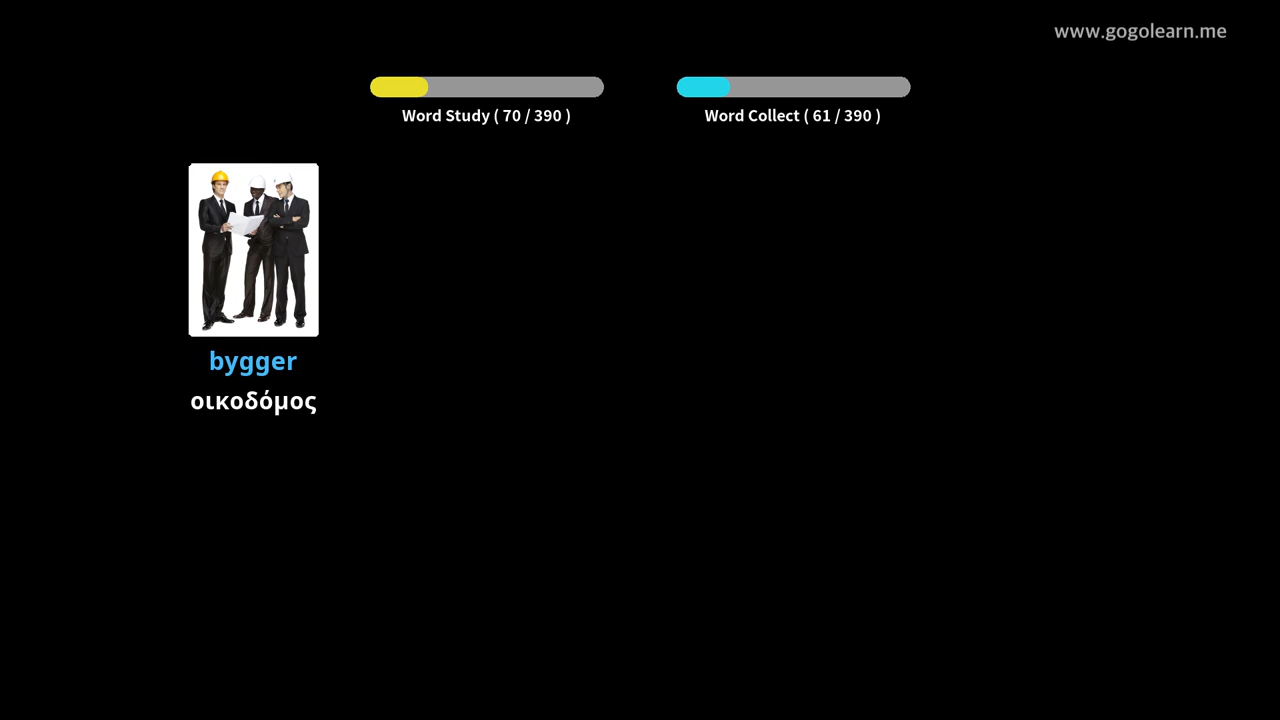 www.gogolearn.me
Word Study ( 70 / 390 )
Word Collect ( 61 / 390 )
bygger
οικοδόμος